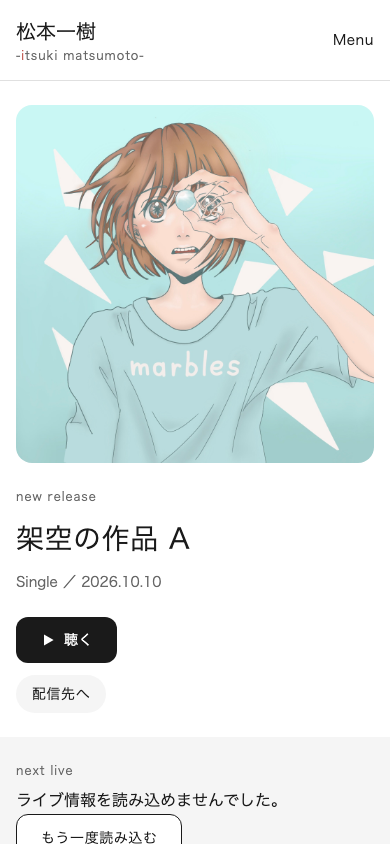 松本一樹
-itsuki matsumoto-
Menu
marbles
new release
架空の作品 A
Single ／ 2026.10.10
▶ 聴く
配信先へ
next live
ライブ情報を読み込めませんでした。
もう一度読み込む